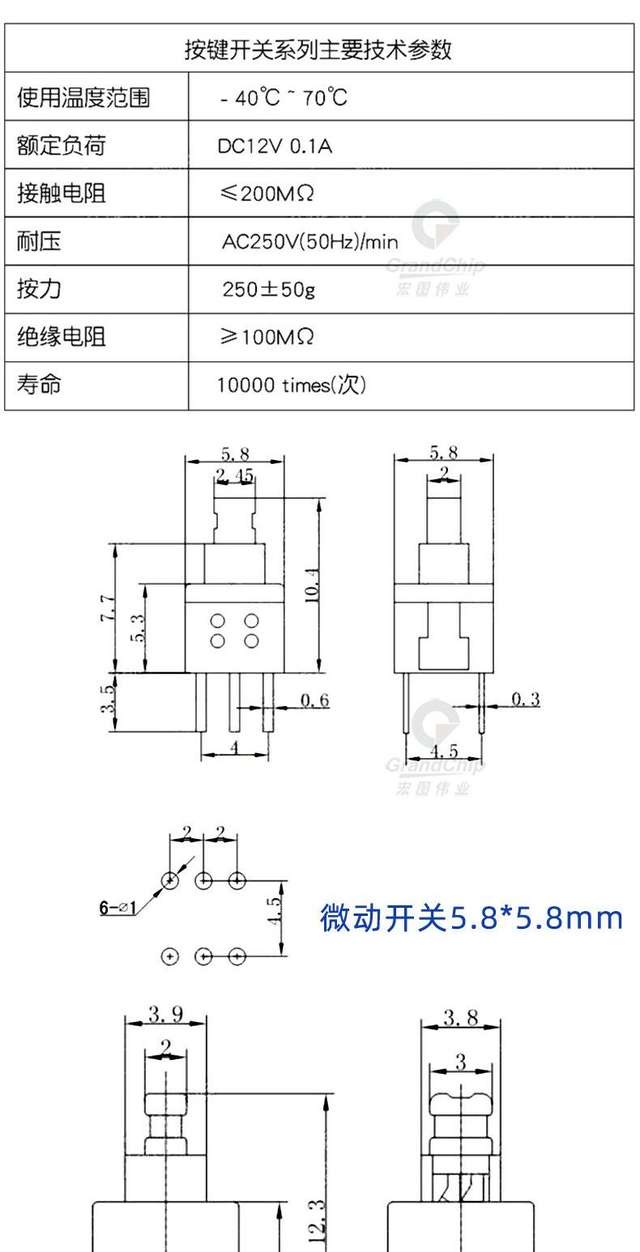 按键开关系列主要技术参数
使用温度范围 - 40℃ ~ 70℃
额定负荷 DC12V 0.1A
接触电阻 ≤200MΩ
耐压 AC250V(50Hz)/min
按力 250±50g
绝缘电阻 ≥100MΩ
寿命 10000 times(次)
GrandChip
宏图伟业
5.8
2.45
7.7
5.3
10.4
3.5
0.6
4
5.8
2
0.3
4.5
GrandChip
宏图伟业
2 2
6-⌀1
4.5
微动开关5.8*5.8mm
3.9
2
12.3
3.8
3